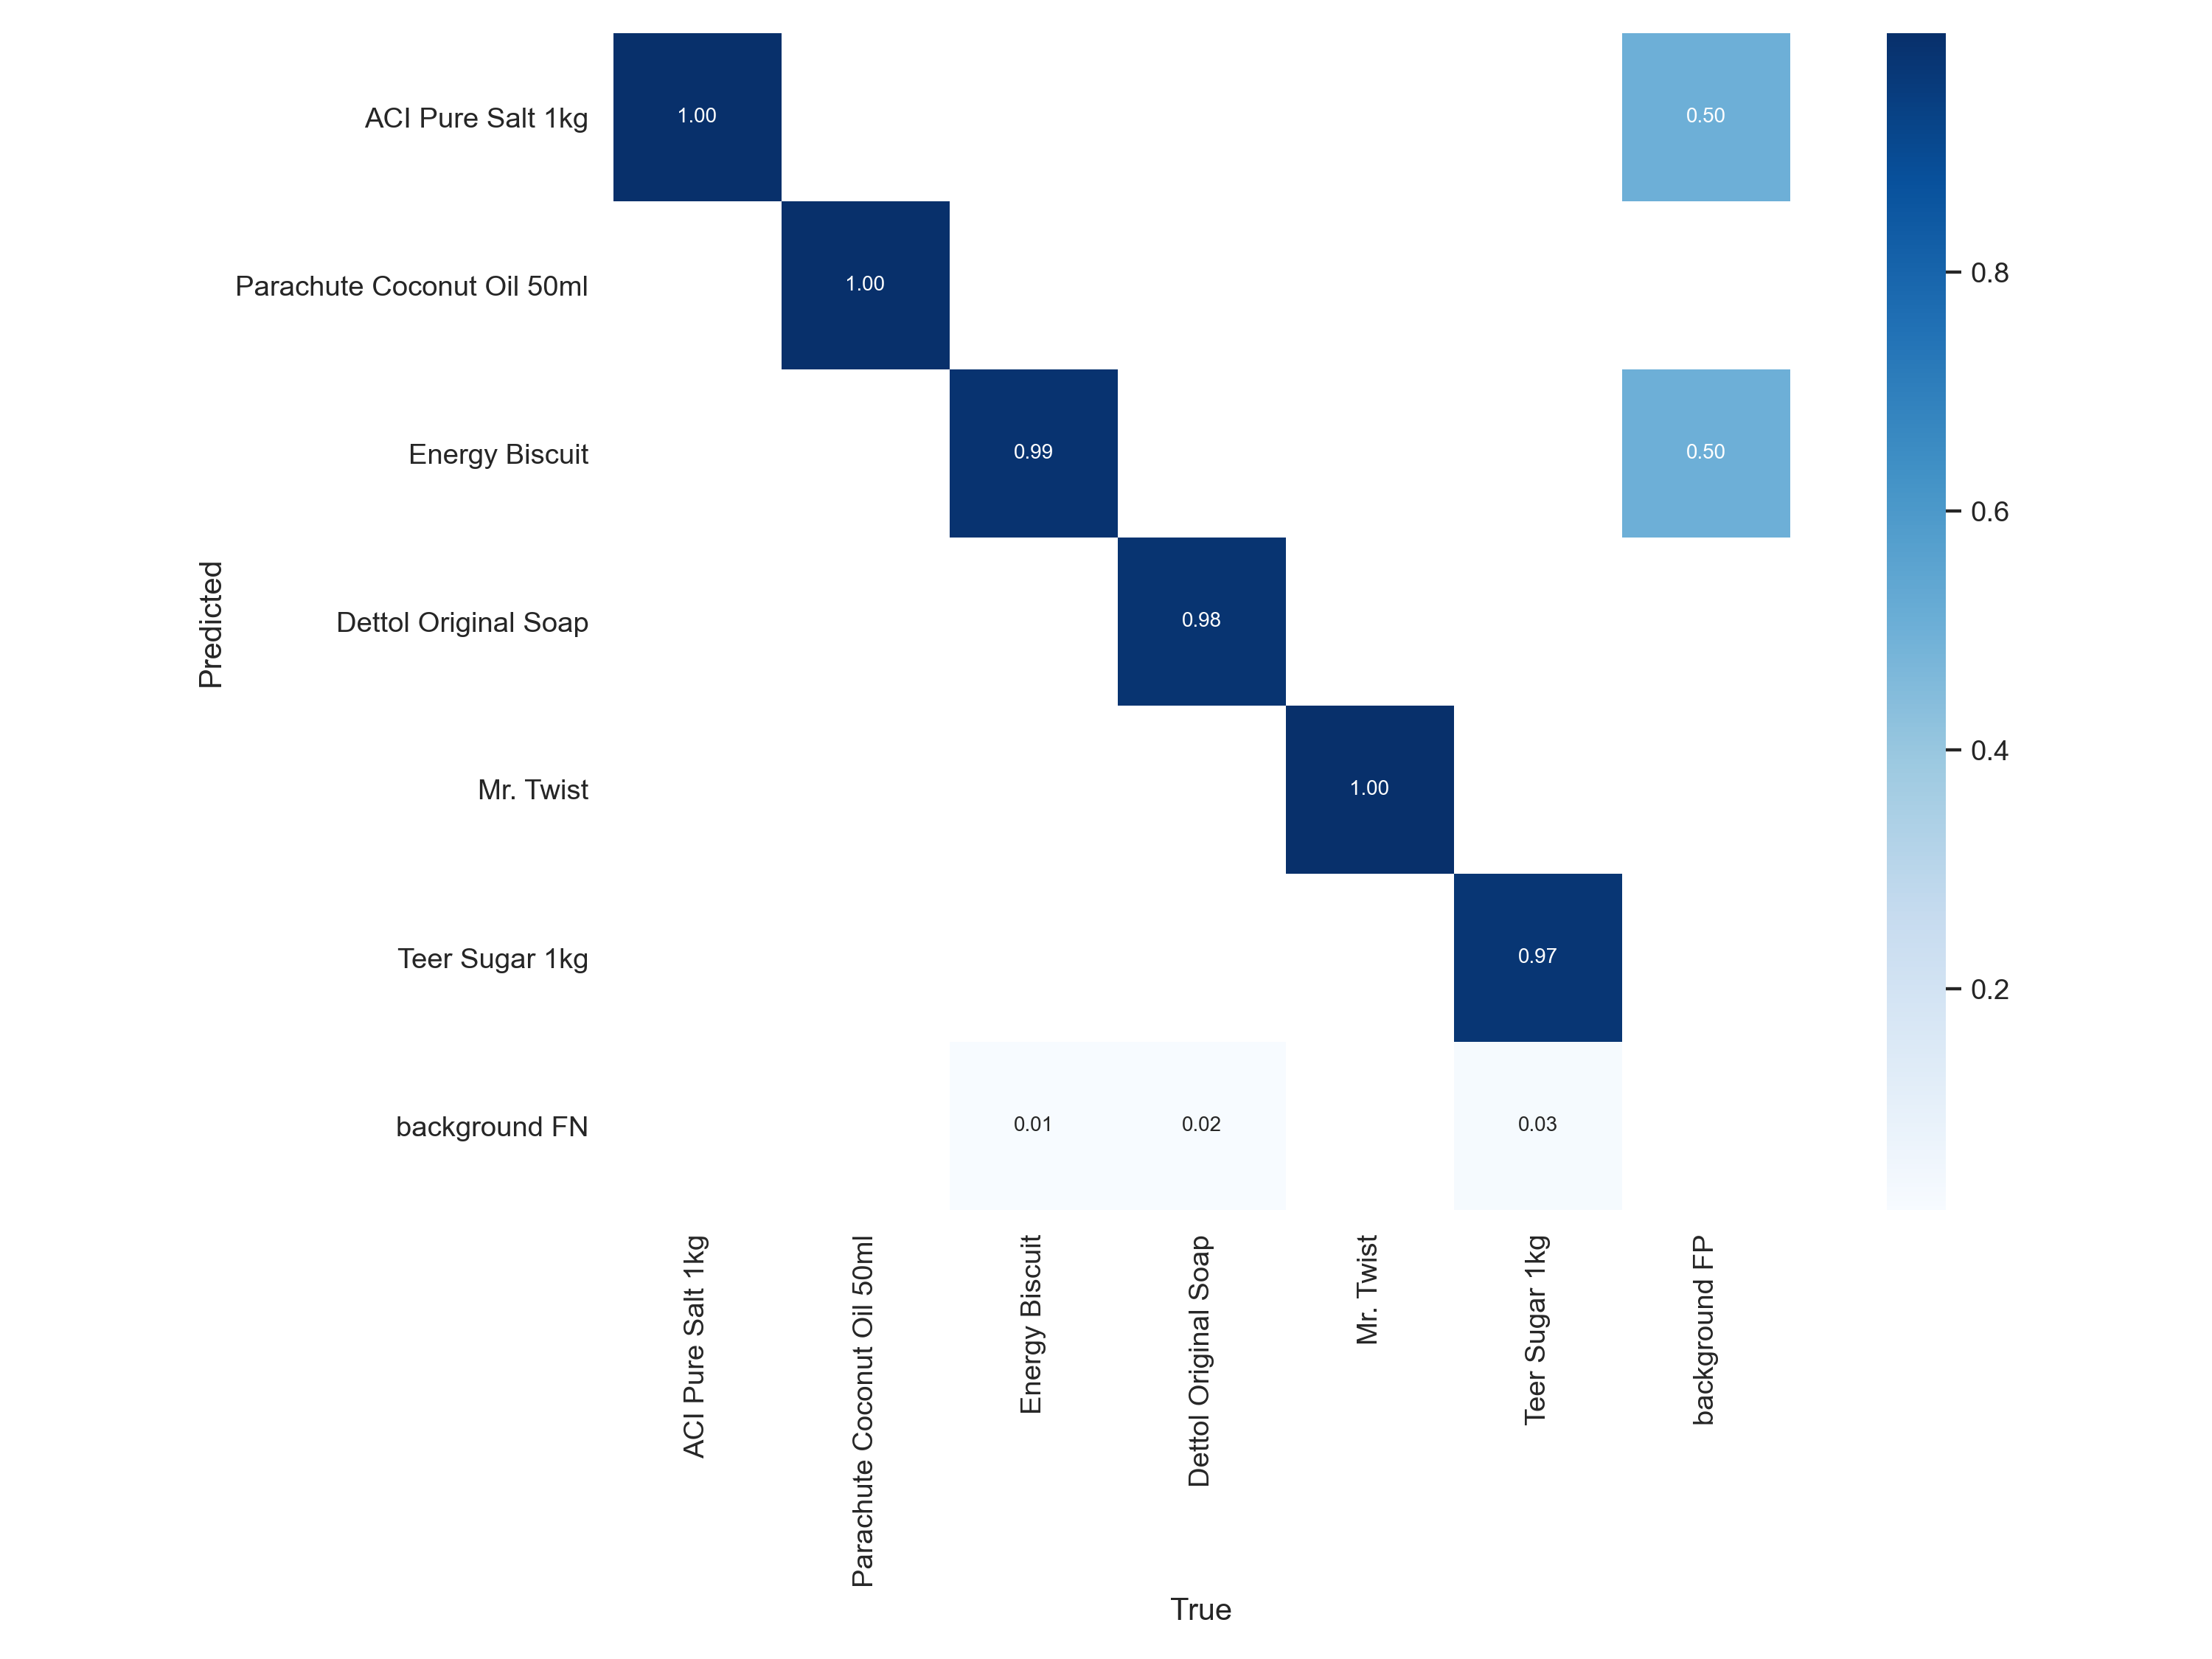 ACI Pure Salt 1kg
1.00
0.50
Parachute Coconut Oil 50ml
1.00
0.8
Energy Biscuit
0.99
0.50
0.6
Predicted
Dettol Original Soap
0.98
Mr. Twist
1.00
0.4
Teer Sugar 1kg
0.97
0.2
background FN
0.01
0.02
0.03
ACI Pure Salt 1kg
Parachute Coconut Oil 50ml
Energy Biscuit
Dettol Original Soap
Mr. Twist
Teer Sugar 1kg
background FP
True